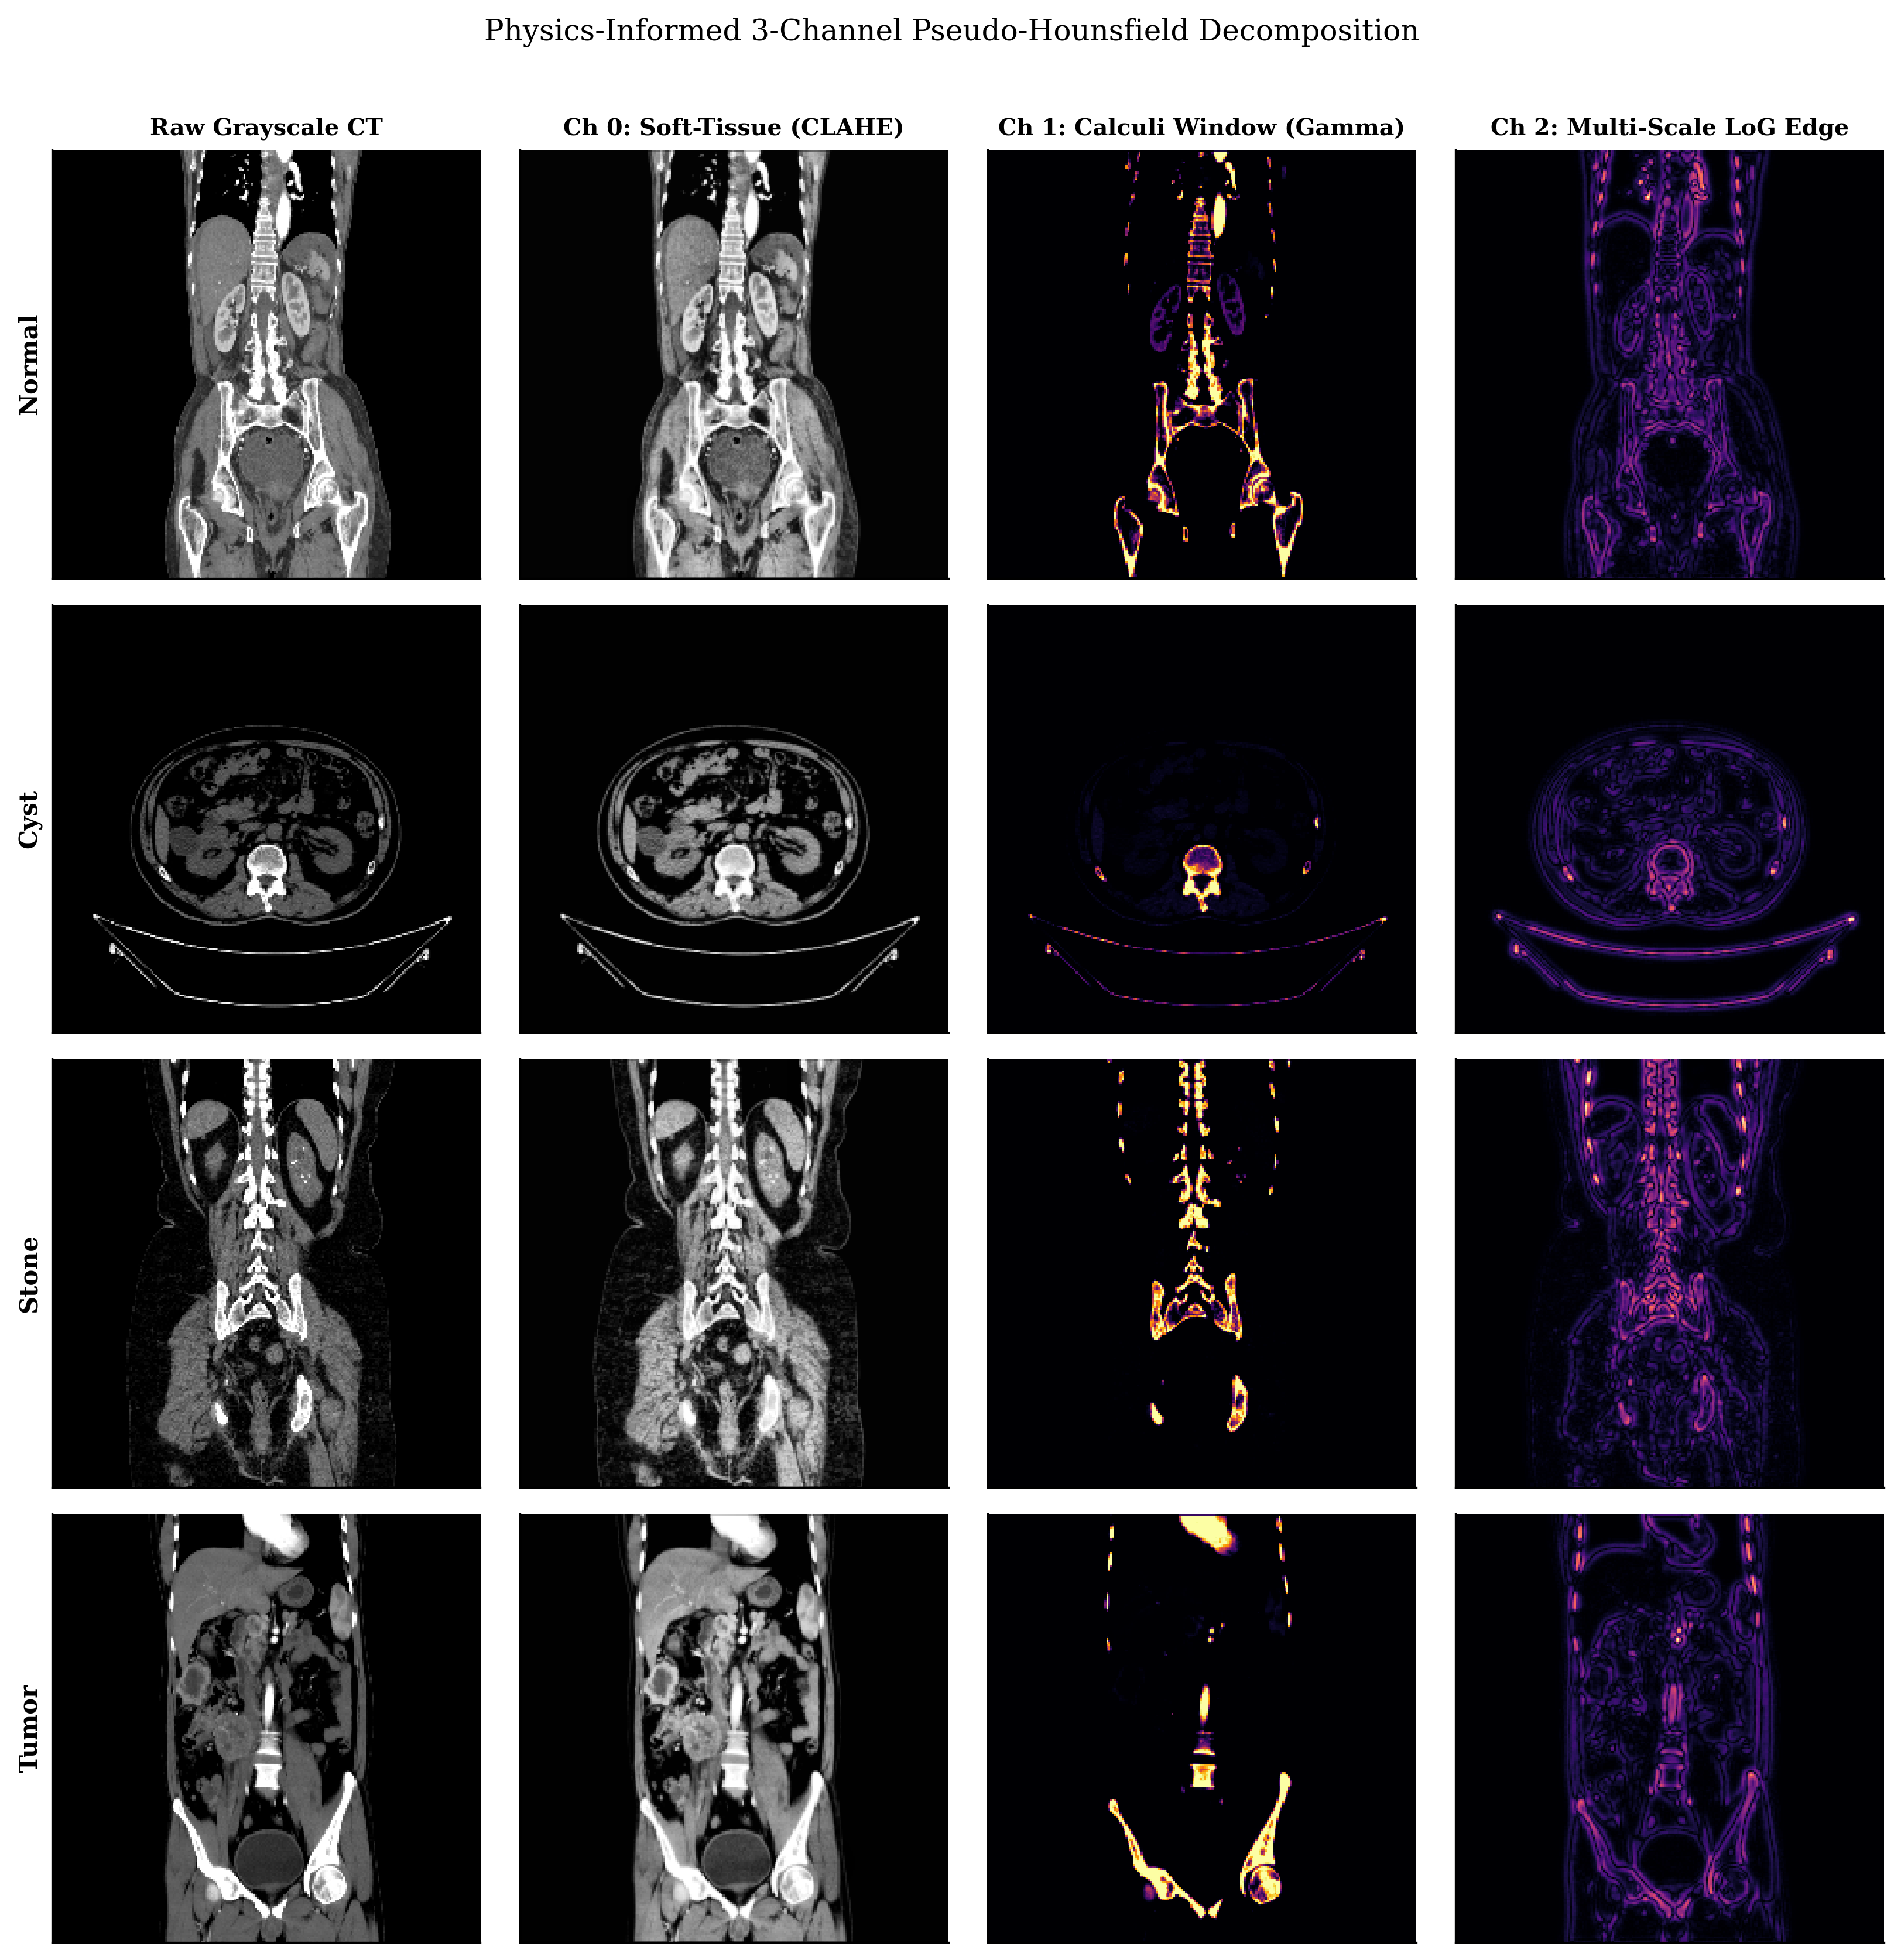 Physics-Informed 3-Channel Pseudo-Hounsfield Decomposition
Raw Grayscale CT
Ch 0: Soft-Tissue (CLAHE)
Ch 1: Calculi Window (Gamma)
Ch 2: Multi-Scale LoG Edge
Normal
Cyst
Stone
Tumor